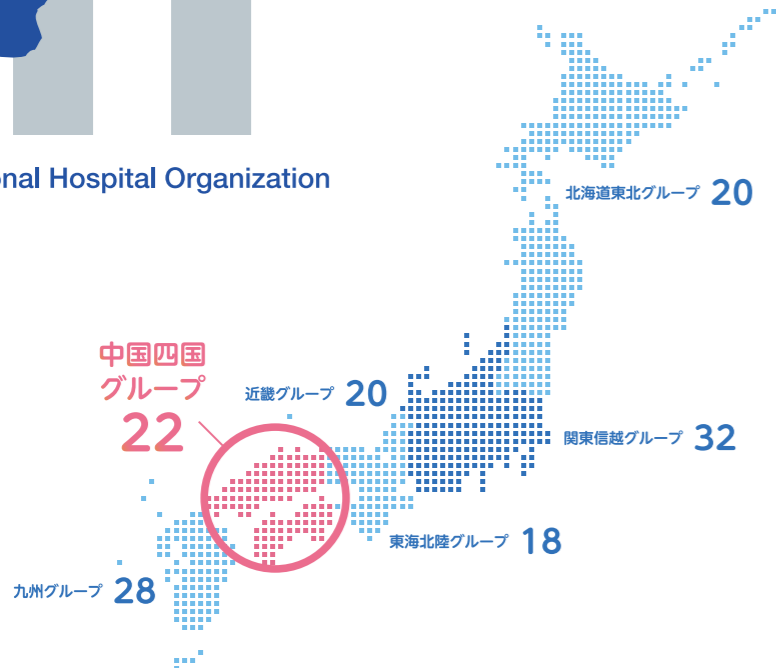 nal Hospital Organization
北海道東北グループ 20
中国四国
グループ
22
近畿グループ 20
関東信越グループ 32
東海北陸グループ 18
九州グループ 28